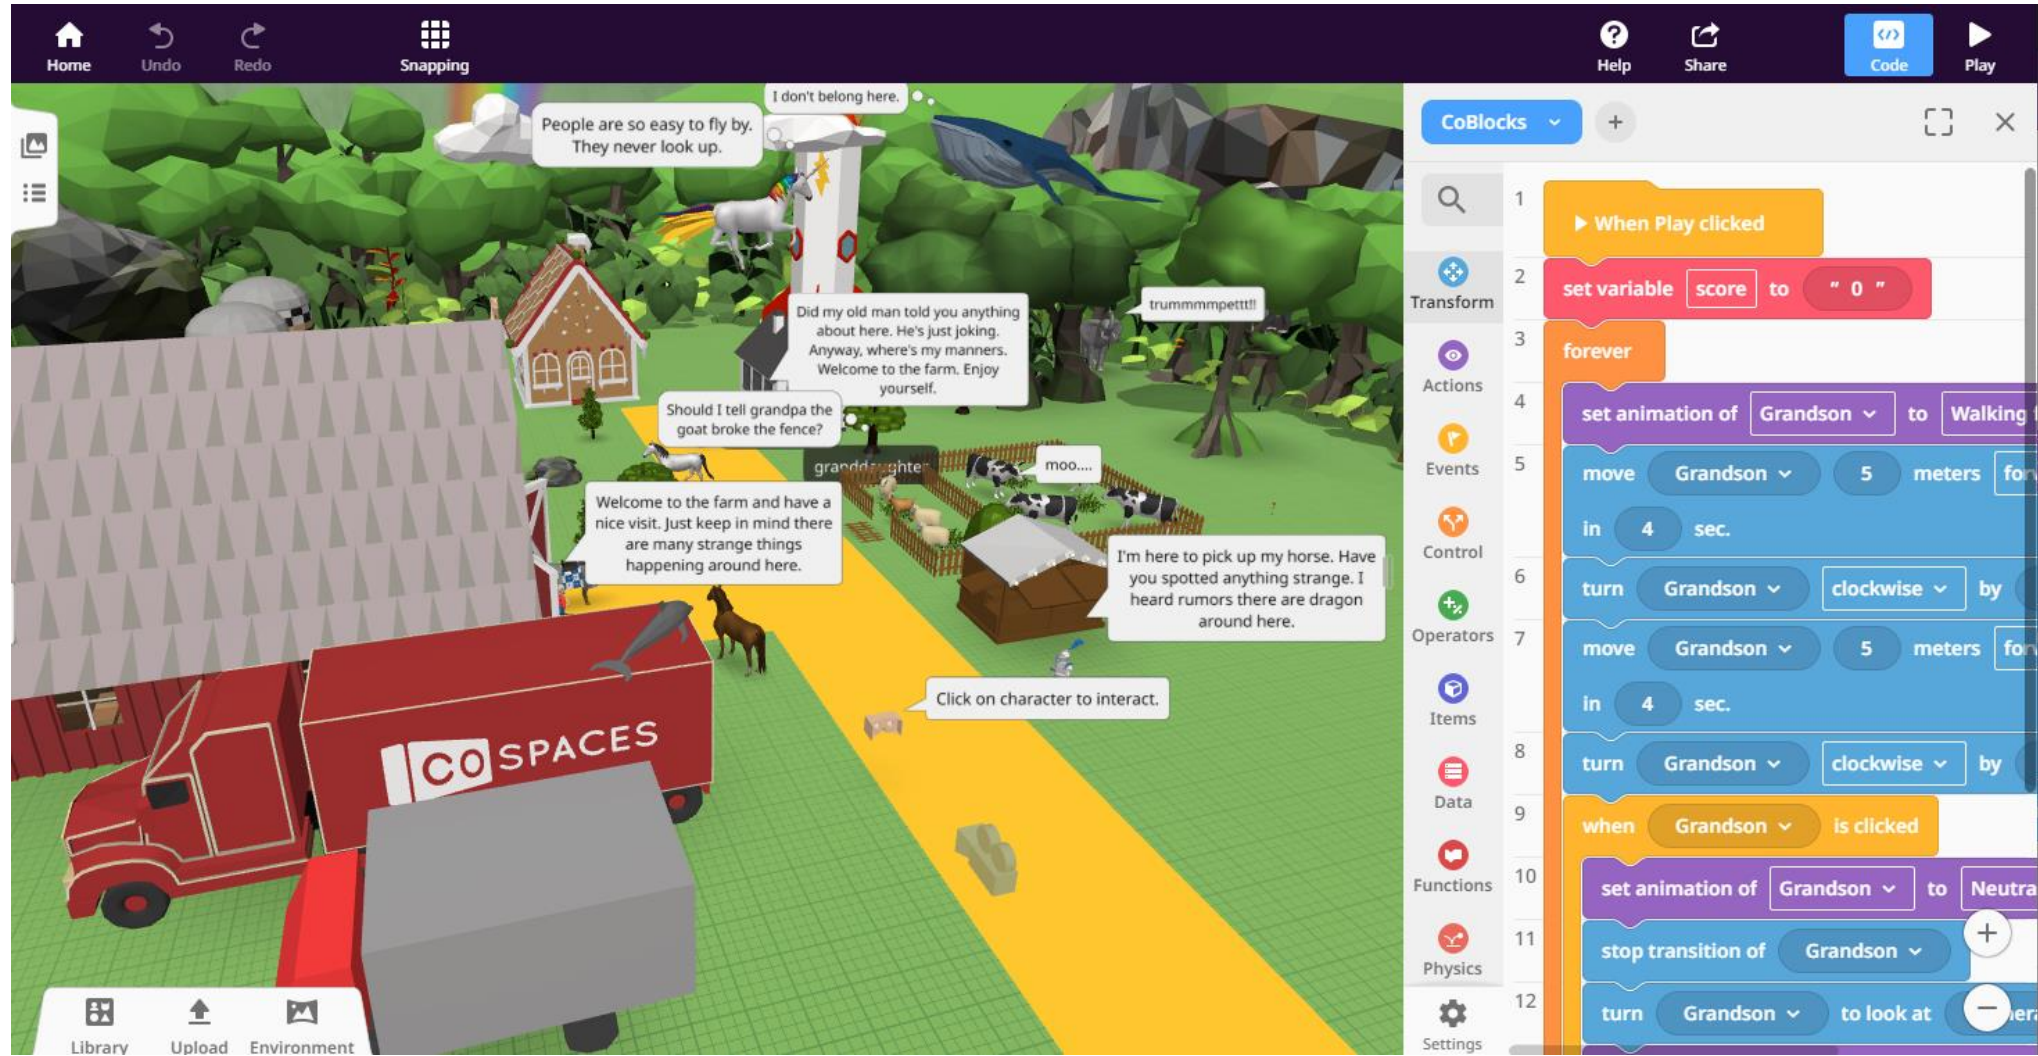 Home
Undo
Redo
Snapping
Help
Share
Code
Play
I don't belong here.
People are so easy to fly by.
They never look up.
Did my old man told you anything
about here. He's just joking.
Anyway, where's my manners.
Welcome to the farm. Enjoy
yourself.
trummmmpettt!!
Should I tell grandpa the
goat broke the fence?
granddaughter
moo....
Welcome to the farm and have a
nice visit. Just keep in mind there
are many strange things
happening around here.
I'm here to pick up my horse. Have
you spotted anything strange. I
heard rumors there are dragon
around here.
Click on character to interact.
CO SPACES
Library
Upload
Environment
CoBlocks
+
Transform
Actions
Events
Control
Operators
Items
Data
Functions
Physics
Settings
1
When Play clicked
2
set variable score to " 0 "
3
forever
4
set animation of Grandson to Walking
5
move Grandson 5 meters
in 4 sec.
6
turn Grandson clockwise by
7
move Grandson 5 meters
in 4 sec.
8
turn Grandson clockwise by
9
when Grandson is clicked
10
set animation of Grandson to Neutra
11
stop transition of Grandson
12
turn Grandson to look at